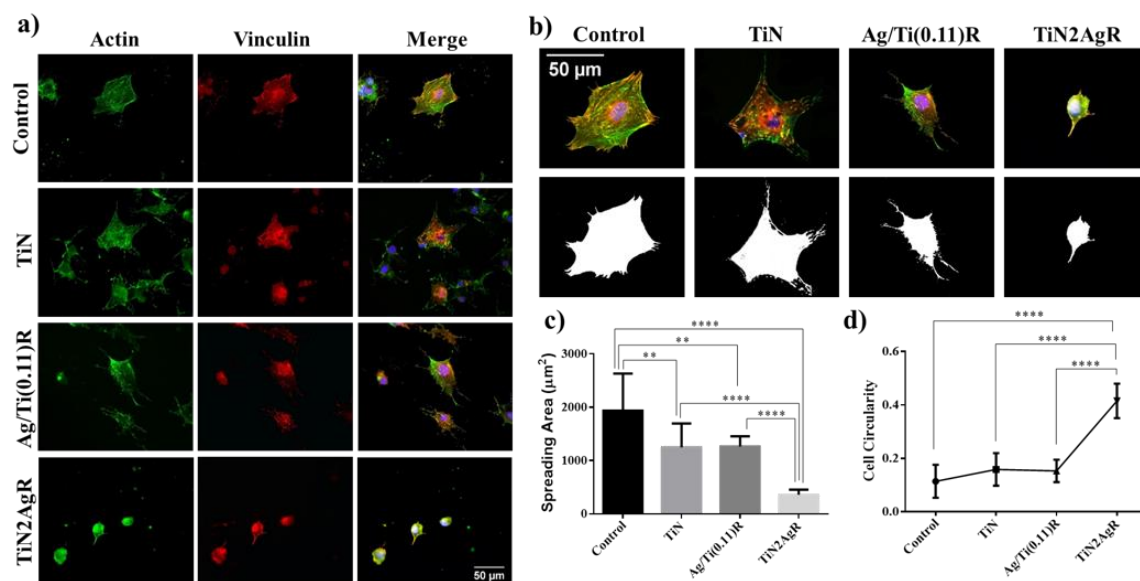 a)
Actin Vinculin Merge
Control
TiN
Ag/Ti(0.11)R
TiN2AgR
50 μm
b)
Control TiN Ag/Ti(0.11)R TiN2AgR
50 μm
c)
****
**
** ****
****
Spreading Area (μm²)
3000
2000
1000
0
Control
TiN
Ag/Ti(0.11)R
TiN2AgR
d)
****
****
****
Cell Circularity
0.6
0.4
0.2
0.0
Control
TiN
Ag/Ti(0.11)R
TiN2AgR